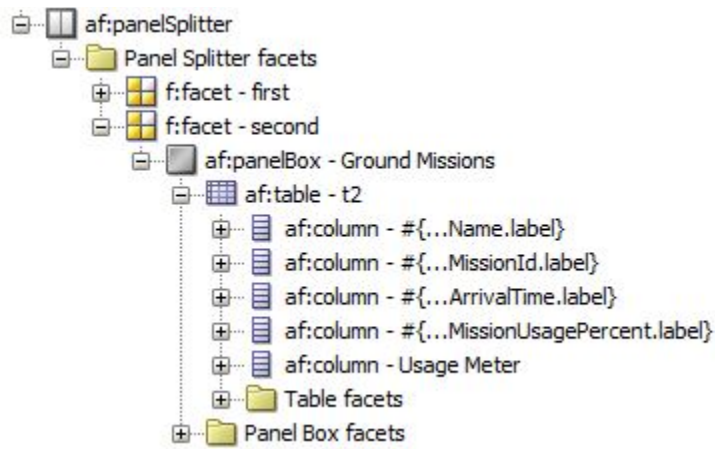 af:panelSplitter
Panel Splitter facets
f:facet - first
f:facet - second
af:panelBox - Ground Missions
af:table - t2
af:column - #{...Name.label}
af:column - #{...MissionId.label}
af:column - #{...ArrivalTime.label}
af:column - #{...MissionUsagePercent.label}
af:column - Usage Meter
Table facets
Panel Box facets